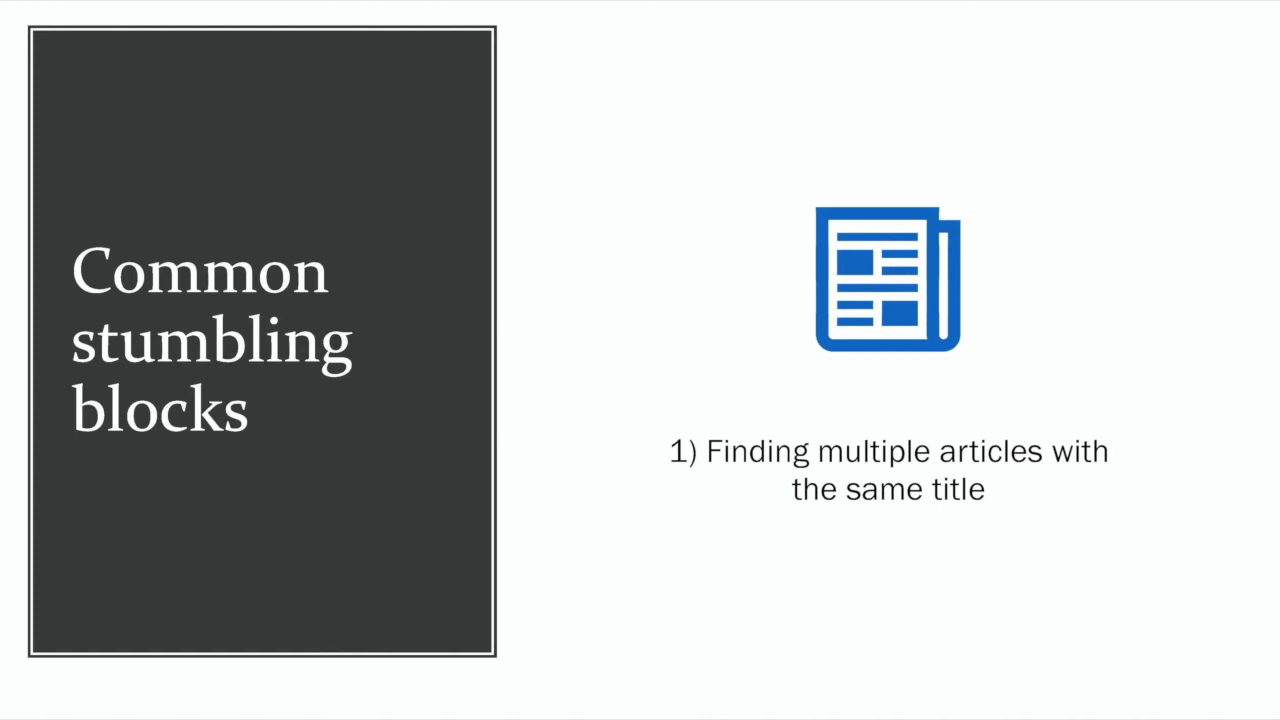 Common
stumbling
blocks
1) Finding multiple articles with
the same title